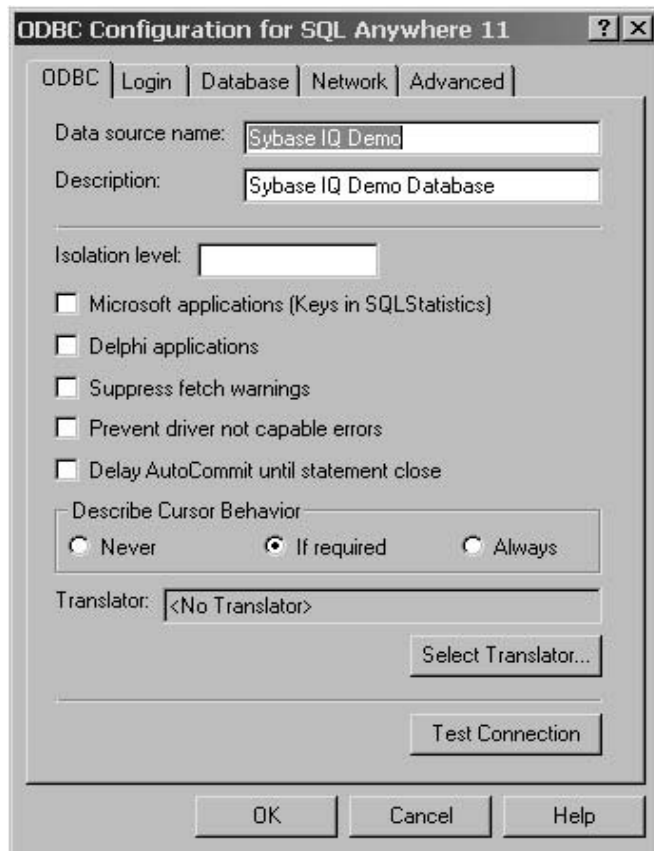 ODBC Configuration for SQL Anywhere 11 ? X
ODBC Login Database Network Advanced
Data source name: Sybase IQ Demo
Description: Sybase IQ Demo Database
Isolation level:
Microsoft applications (Keys in SQLStatistics)
Delphi applications
Suppress fetch warnings
Prevent driver not capable errors
Delay AutoCommit until statement close
Describe Cursor Behavior
Never If required Always
Translator: <No Translator>
Select Translator...
Test Connection
OK Cancel Help